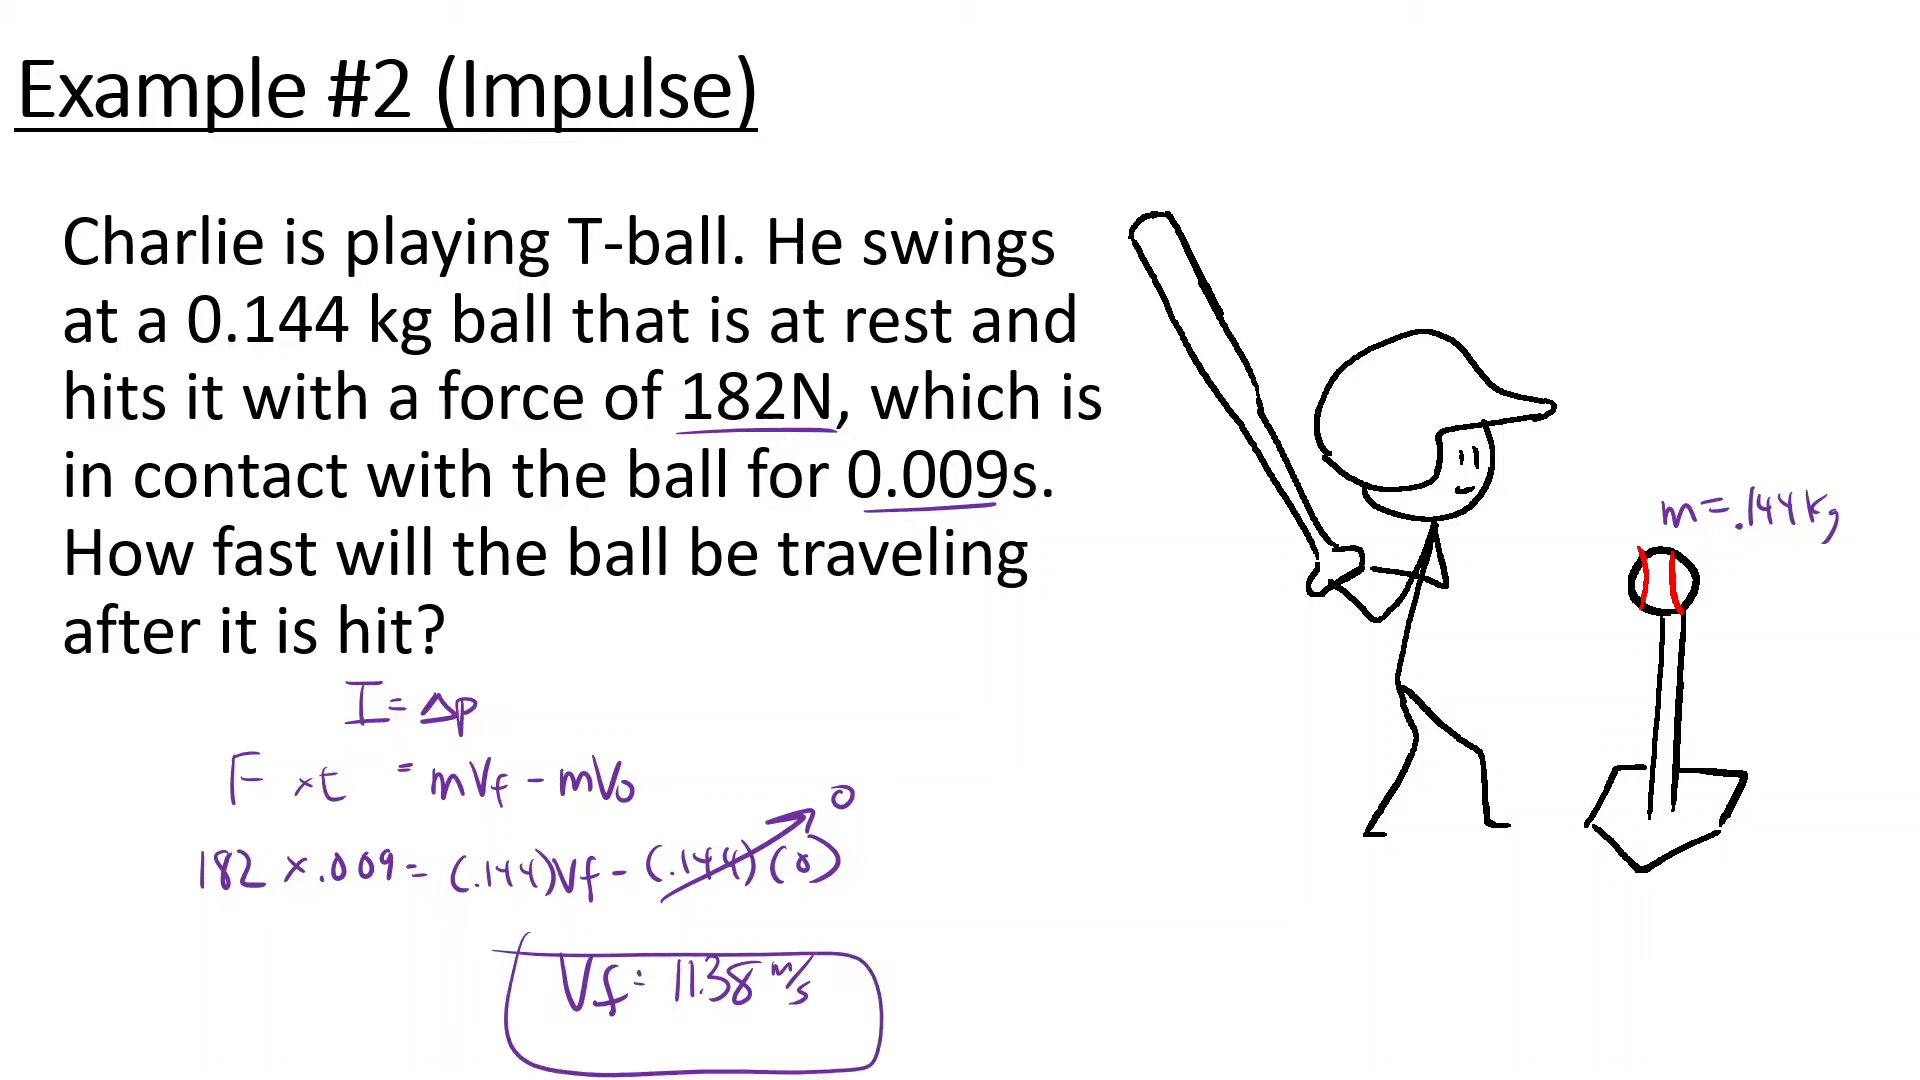 Example #2 (Impulse)
Charlie is playing T-ball. He swings
at a 0.144 kg ball that is at rest and
hits it with a force of 182N, which is
in contact with the ball for 0.009s.
How fast will the ball be traveling
after it is hit?
m=.144kg
I=Δp
F ×t = mVf - mVo
0
182 ×.009= (.144)Vf - (.144)(0)
Vf= 11.38 m/s